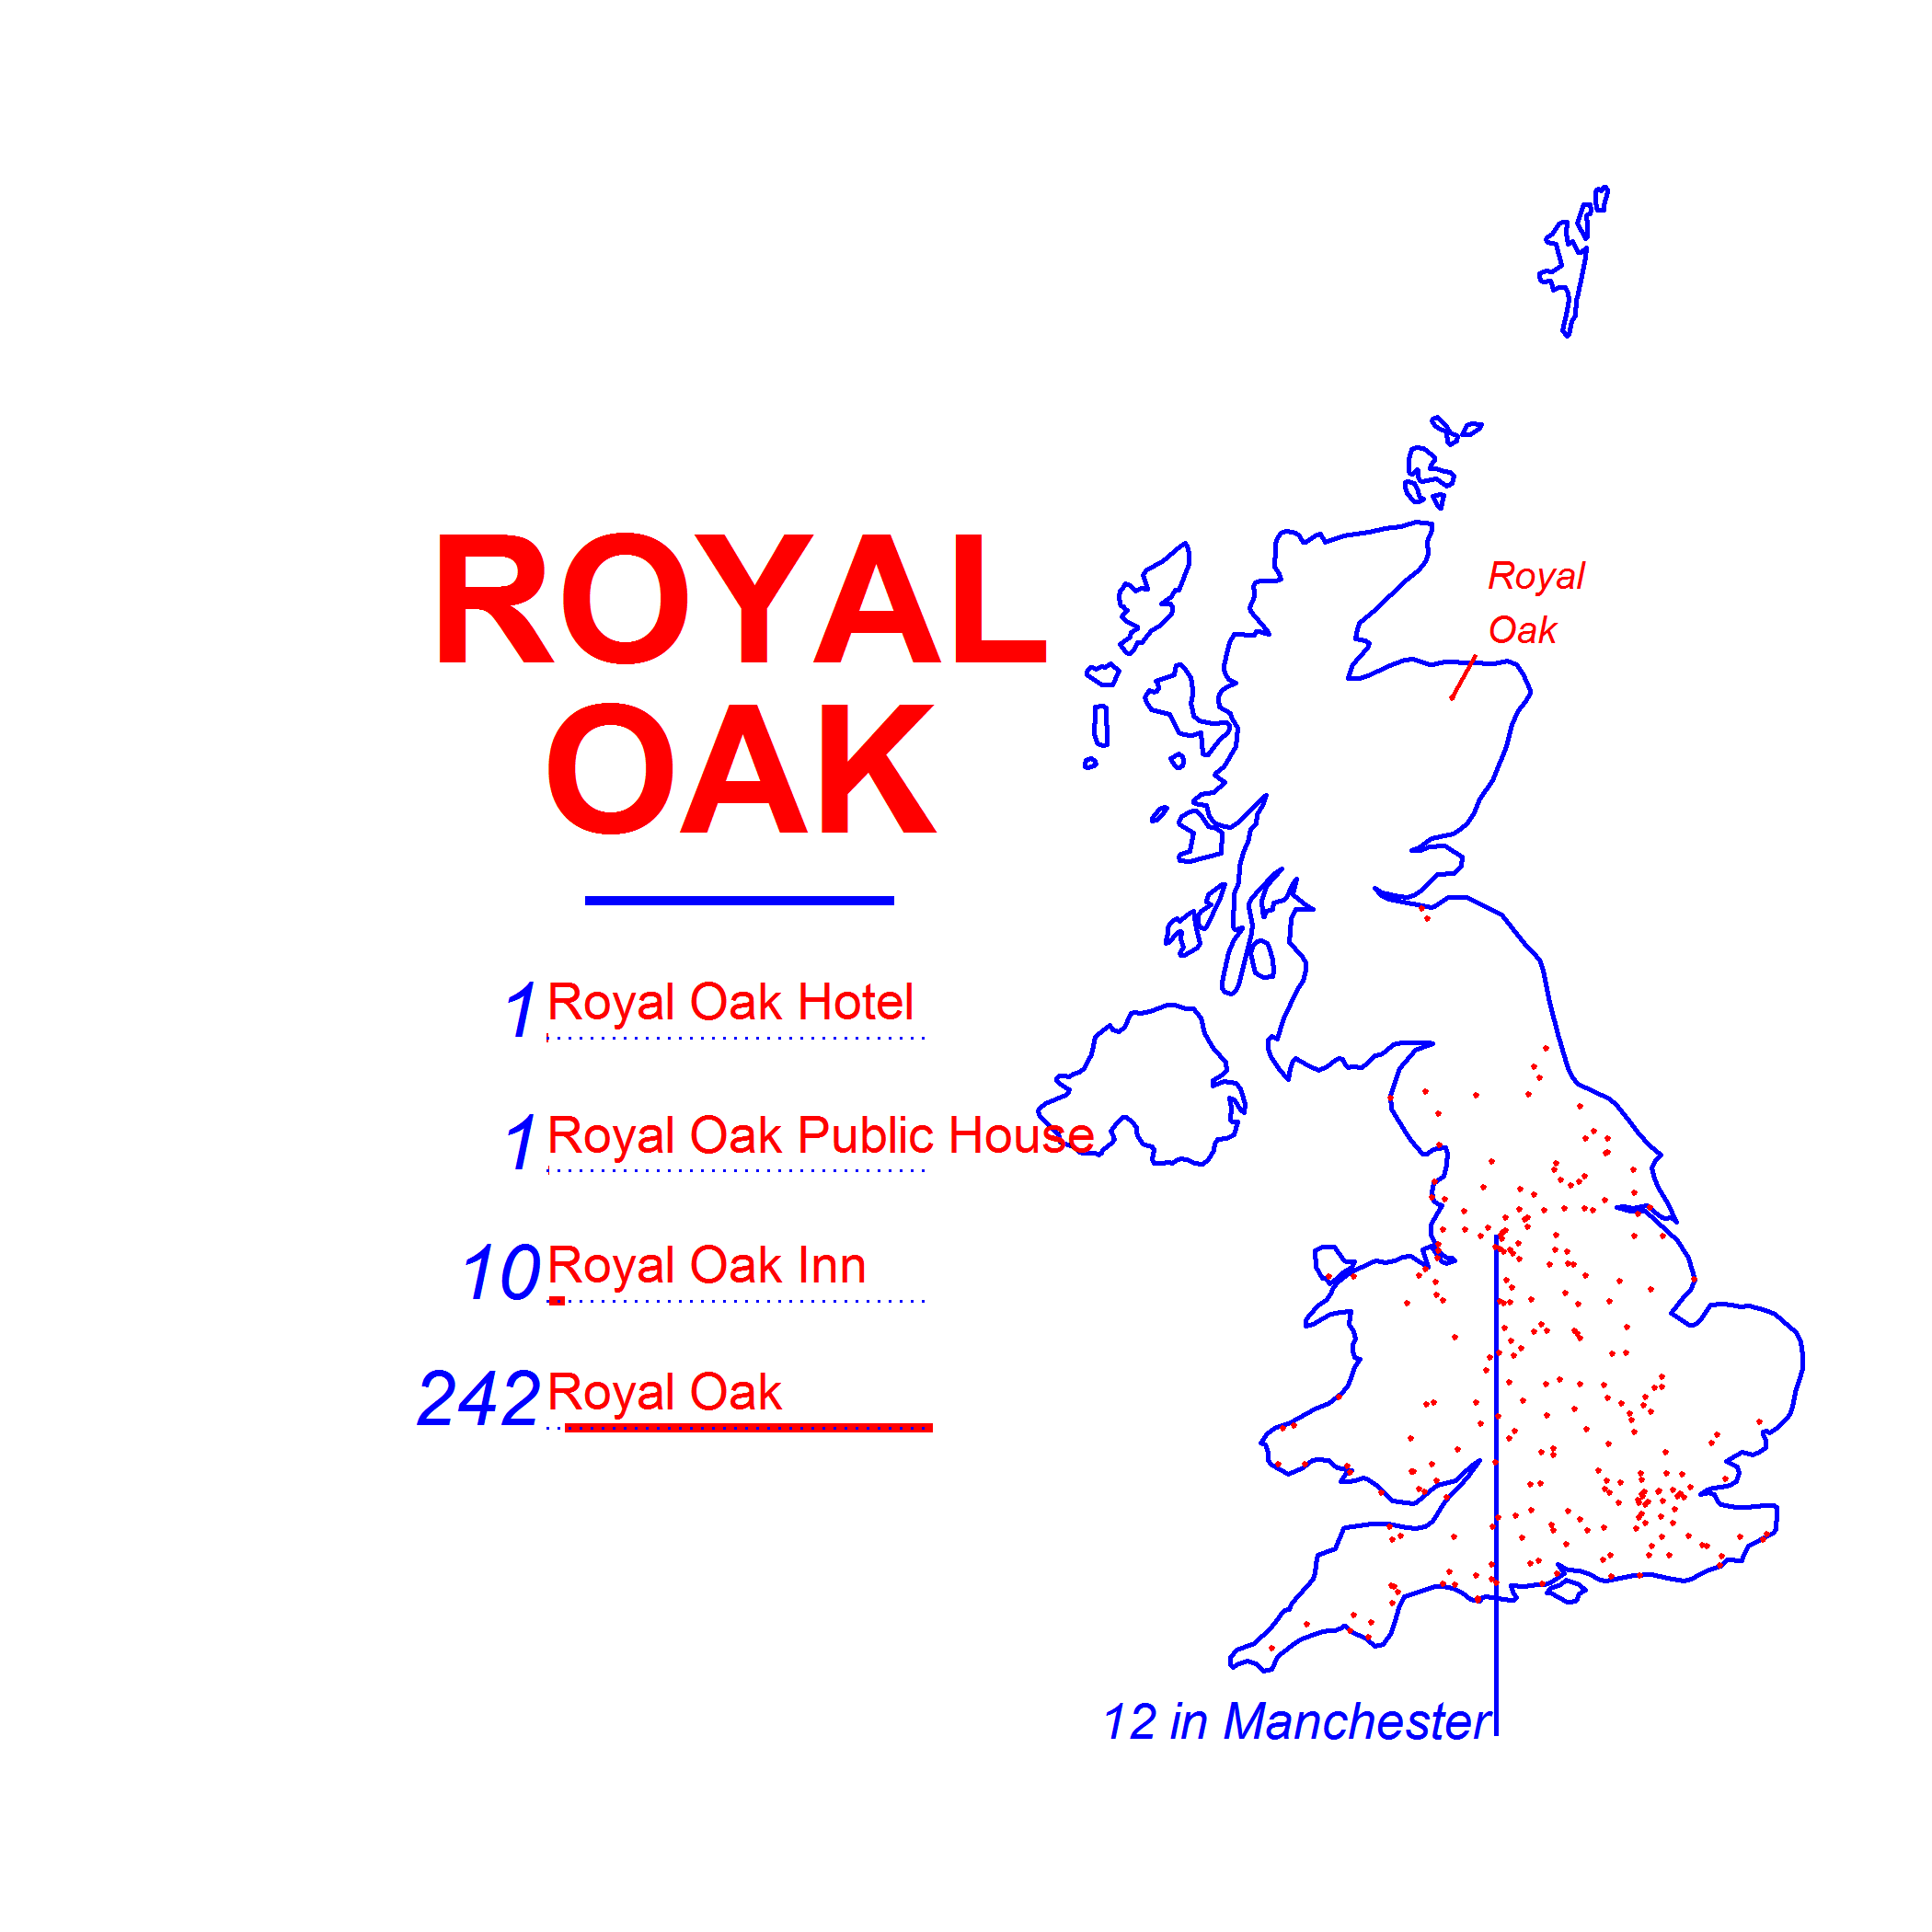 ROYAL
OAK
Royal
Oak
1 Royal Oak Hotel
1 Royal Oak Public House
10 Royal Oak Inn
242 Royal Oak
12 in Manchester